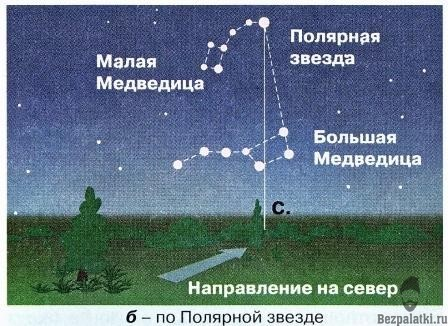 Полярная
звезда
Малая
Медведица
Большая
Медведица
С.
Направление на север
б – по Полярной звезде
Bezpalatki.ru